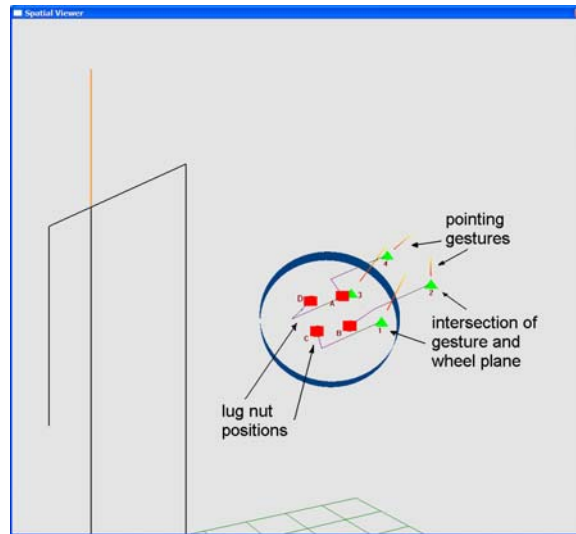 Spatial Viewer
pointing
gestures
4
D
A
3
2
B
1
C
intersection of
gesture and
wheel plane
lug nut
positions